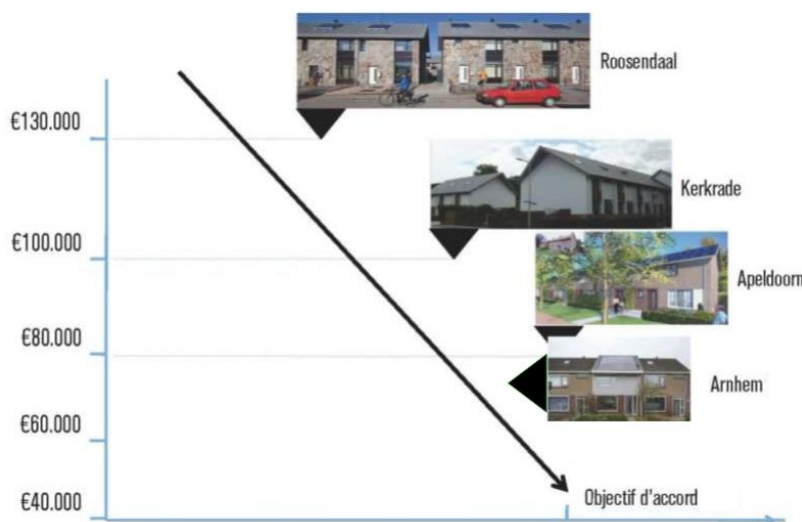 Roosendaal
€130.000
Kerkrade
€100.000
Apeldoorn
€80.000
Arnhem
€60.000
Objectif d'accord
€40.000